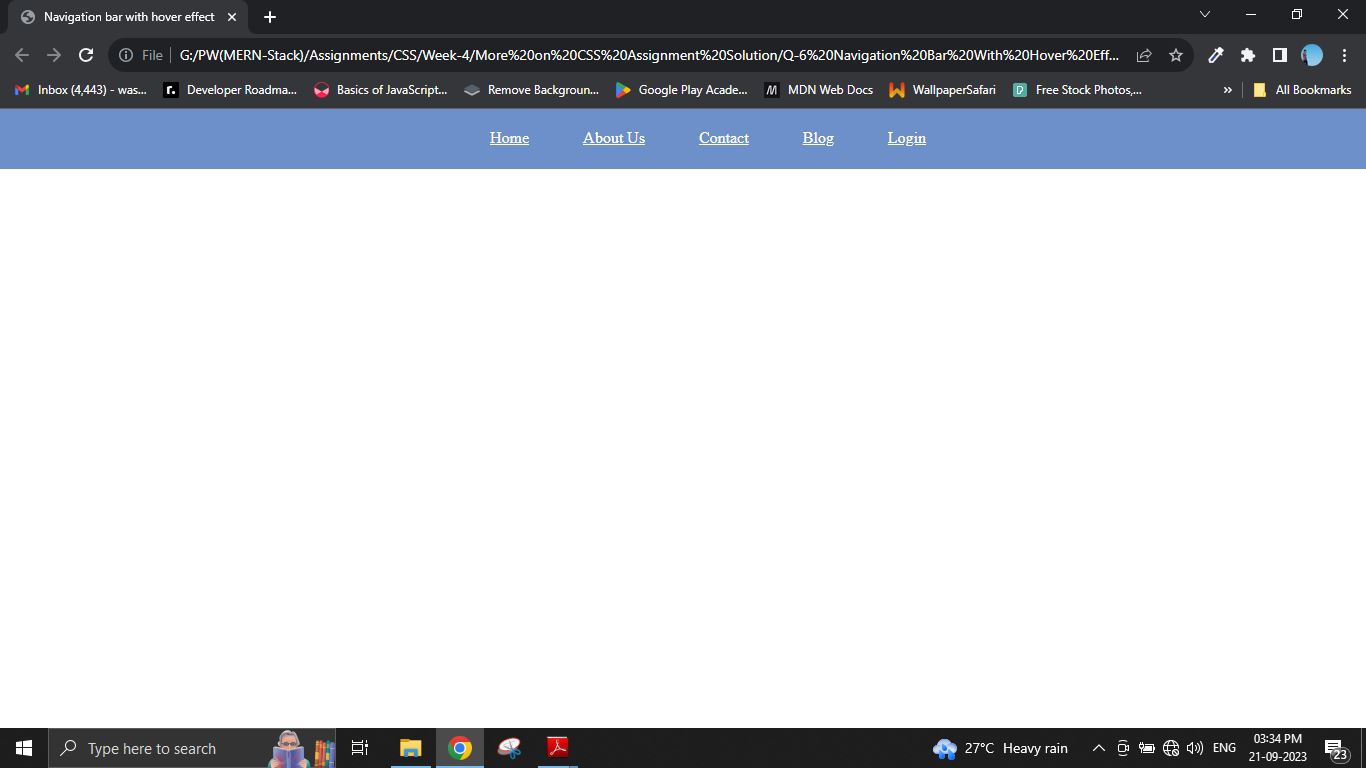 Navigation bar with hover effect
File G:/PW(MERN-Stack)/Assignments/CSS/Week-4/More%20on%20CSS%20Assignment%20Solution/Q-6%20Navigation%20Bar%20With%20Hover%20Eff...
Inbox (4,443) - was... r. Developer Roadma... Basics of JavaScript... Remove Backgroun... Google Play Acade... MDN Web Docs WallpaperSafari Free Stock Photos,... » All Bookmarks
Home About Us Contact Blog Login
Type here to search 27°C Heavy rain ENG 03:34 PM
21-09-2023 23